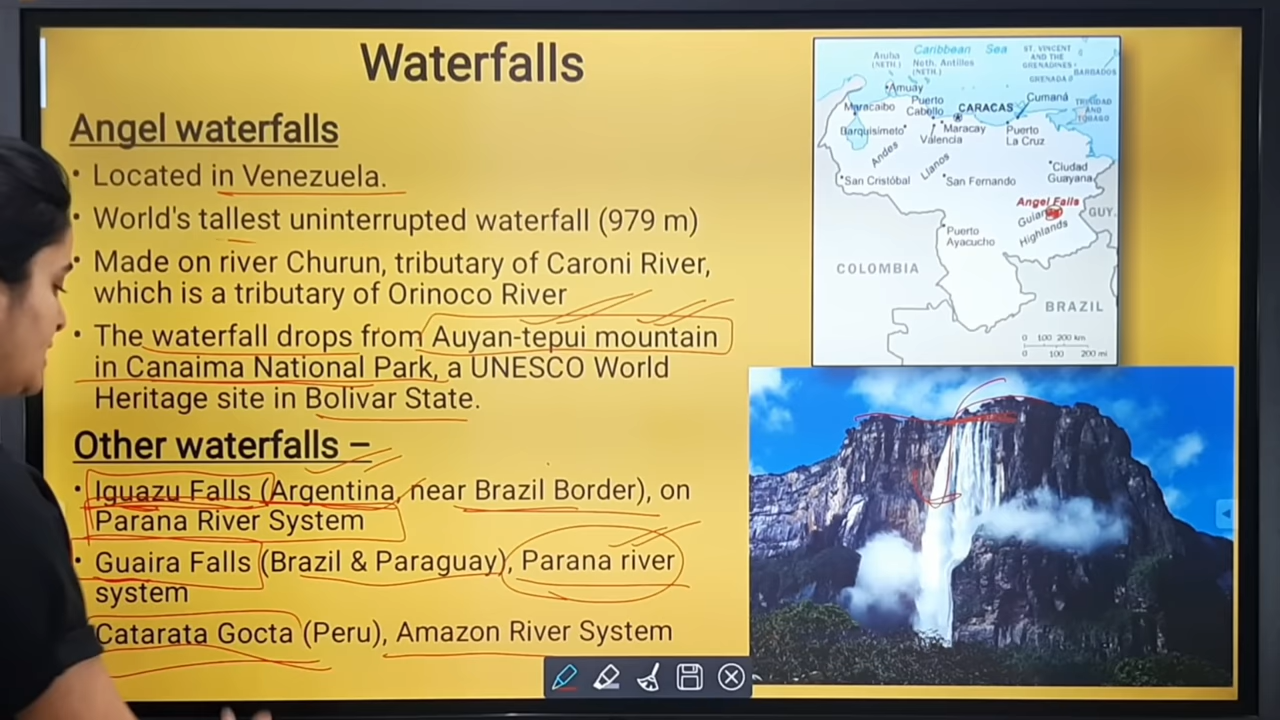 Waterfalls
Angel waterfalls
• Located in Venezuela.
• World's tallest uninterrupted waterfall (979 m)
• Made on river Churun, tributary of Caroni River,
which is a tributary of Orinoco River
• The waterfall drops from Auyan-tepui mountain
in Canaima National Park, a UNESCO World
Heritage site in Bolivar State.
Other waterfalls –
• Iguazu Falls (Argentina, near Brazil Border), on
Parana River System
• Guaira Falls (Brazil & Paraguay), Parana river
system
Catarata Gocta (Peru), Amazon River System
Caribbean Sea
Aruba
(NETH.)
Neth. Antilles
(NETH.)
ST. VINCENT
AND THE
GRENADINES
GRENADA
BARBADOS
Amuay
Maracaibo
Puerto
Cabello
CARACAS
Cumaná
TRINIDAD
AND
TOBAGO
Barquisimeto
Valencia
Maracay
Puerto
La Cruz
Andes
Llanos
San Cristóbal
San Fernando
Ciudad
Guayana
Angel Falls
Guiana
Highlands
GUY.
Puerto
Ayacucho
COLOMBIA
BRAZIL
0 100 200 km
0 100 200 mi